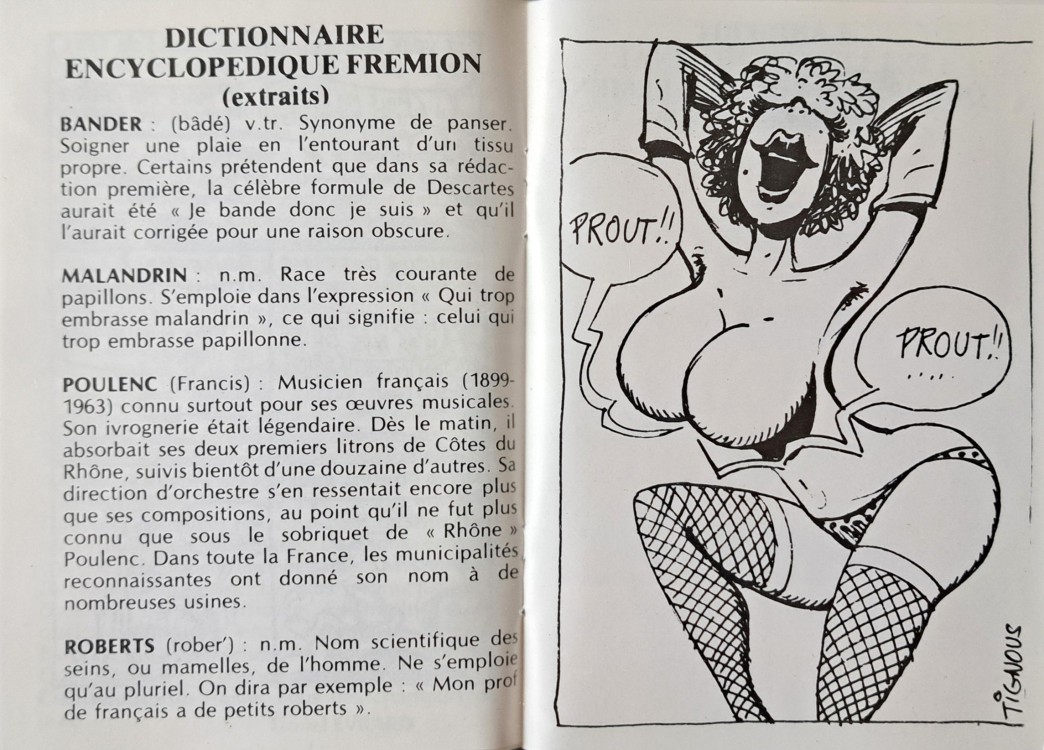 DICTIONNAIRE
ENCYCLOPEDIQUE FREMION
(extraits)
BANDER : (bâdé) v.tr. Synonyme de panser.
Soigner une plaie en l'entourant d'un tissu
propre. Certains prétendent que dans sa rédac-
tion première, la célèbre formule de Descartes
aurait été « Je bande donc je suis » et qu'il
l'aurait corrigée pour une raison obscure.
MALANDRIN : n.m. Race très courante de
papillons. S'emploie dans l'expression « Qui trop
embrasse malandrin », ce qui signifie : celui qui
trop embrasse papillonne.
POULENC (Francis) : Musicien français (1899-
1963) connu surtout pour ses œuvres musicales.
Son ivrognerie était légendaire. Dès le matin, il
absorbait ses deux premiers litrons de Côtes du
Rhône, suivis bientôt d'une douzaine d'autres. Sa
direction d'orchestre s'en ressentait encore plus
que ses compositions, au point qu'il ne fut plus
connu que sous le sobriquet de « Rhône »
Poulenc. Dans toute la France, les municipalités
reconnaissantes ont donné son nom à de
nombreuses usines.
ROBERTS (rober') : n.m. Nom scientifique des
seins, ou mamelles, de l'homme. Ne s'emploie
qu'au pluriel. On dira par exemple : « Mon prof
de français a de petits roberts ».
PROUT!!
PROUT!!
.....
TIGNOUS